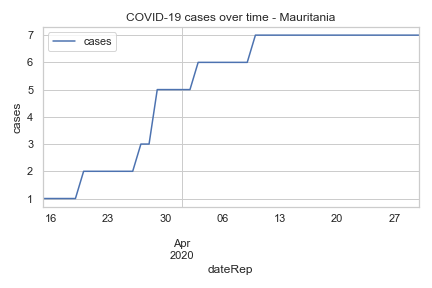 COVID-19 cases over time - Mauritania
cases
7
6
5
4
3
2
1
cases
16 23 30 06 13 20 27
Apr
2020
dateRep